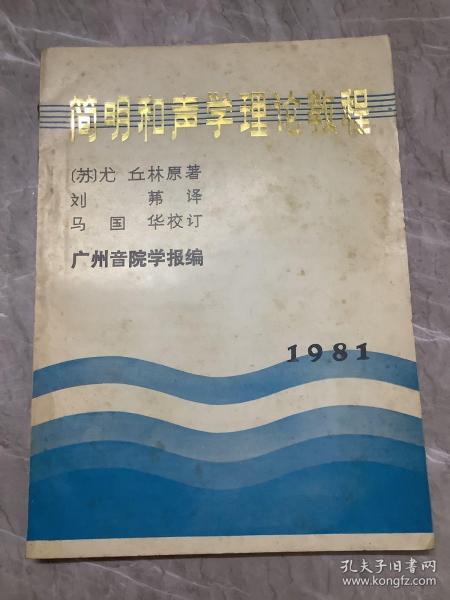 简明和声学理论教程
(苏)尤 丘林原著
刘 茀 译
马 国 华校订
广州音院学报编
1981
孔夫子旧书网
www.kongfz.com